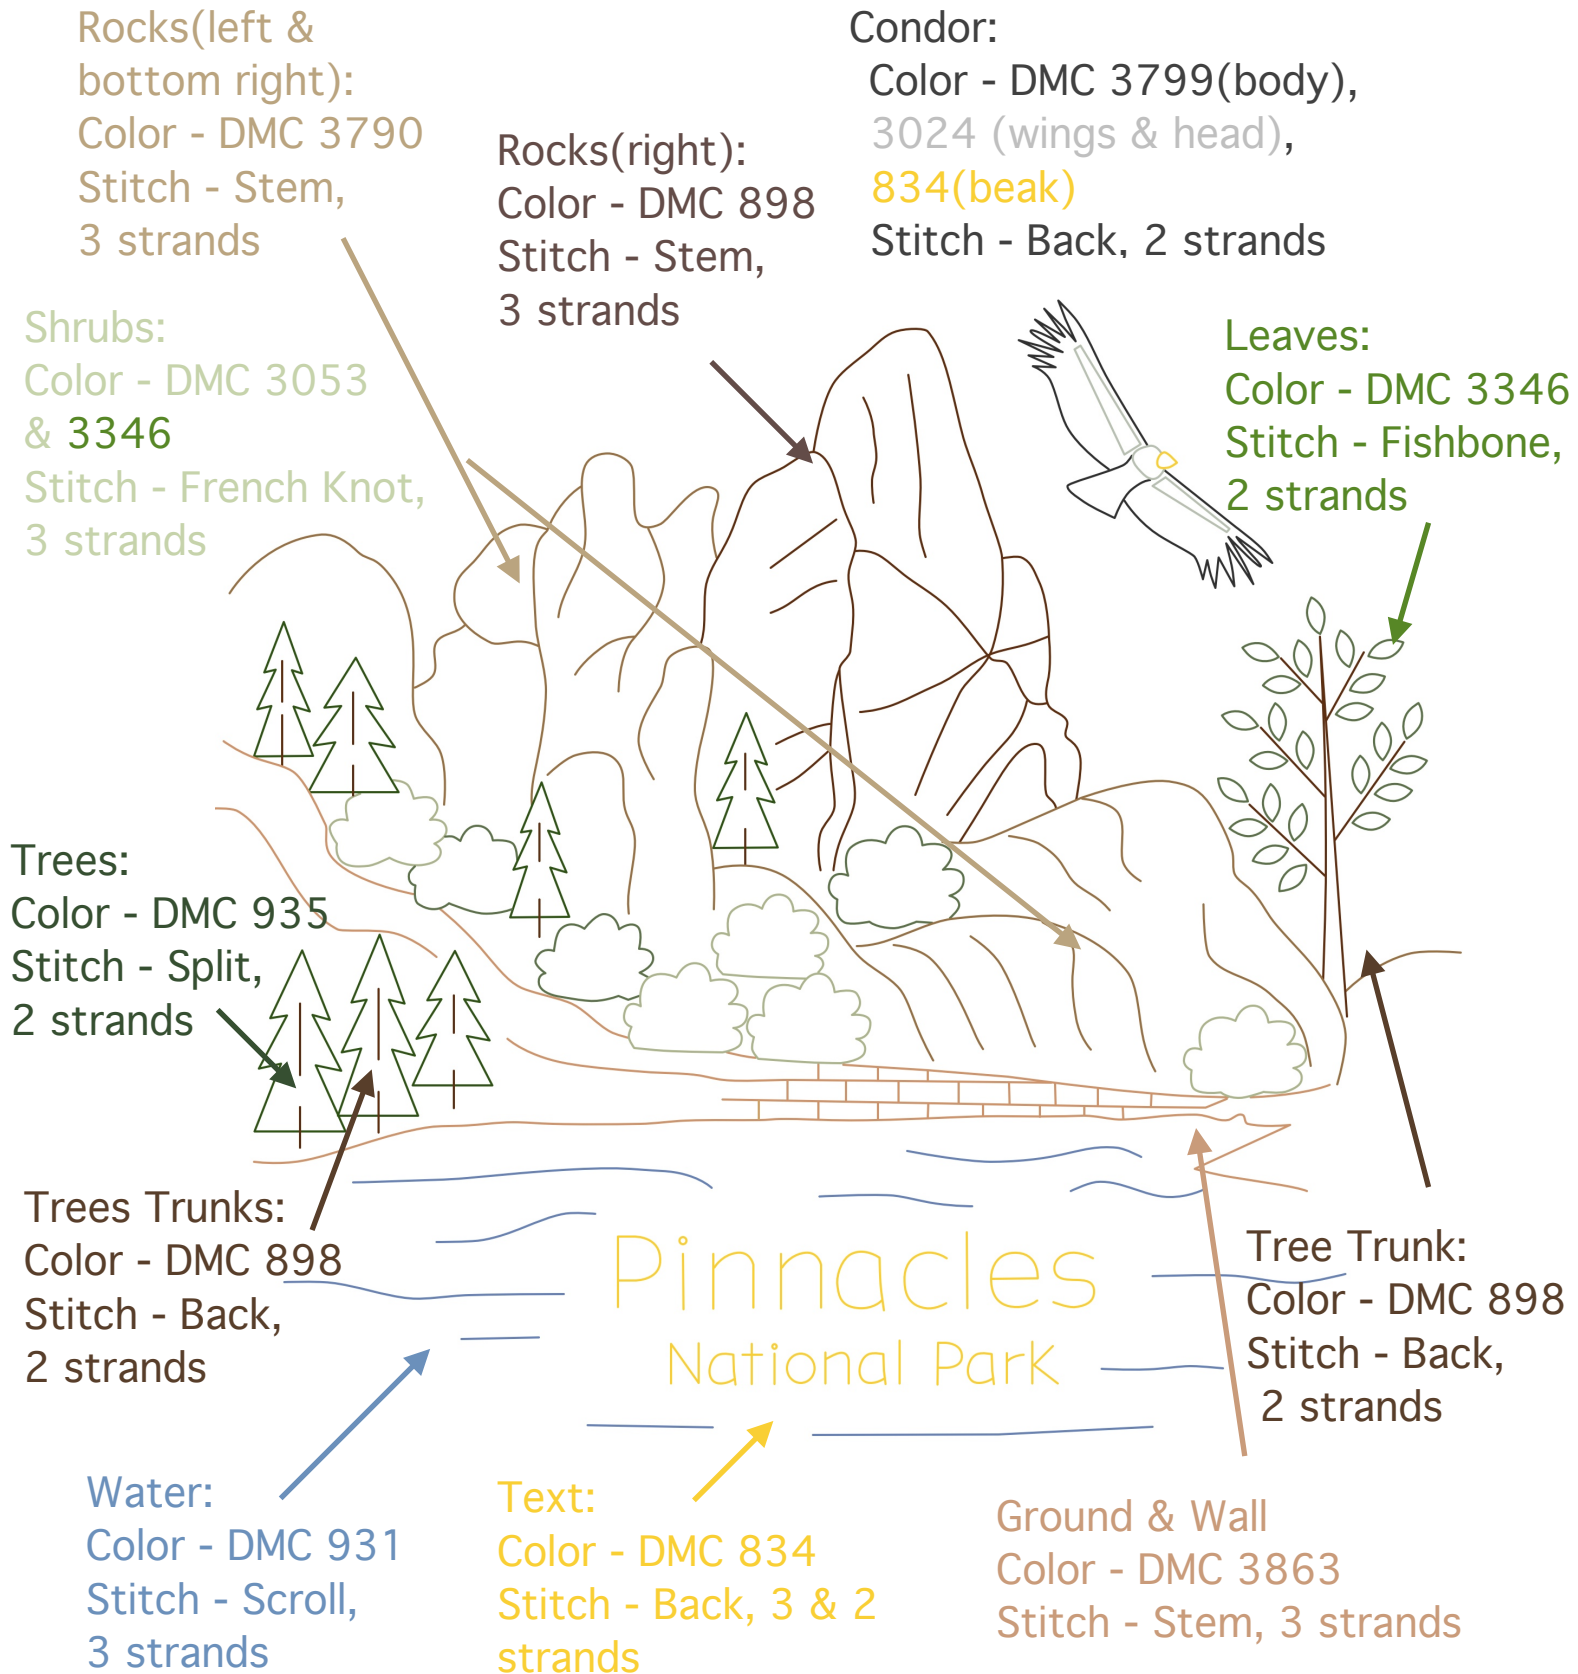 Rocks(left &
bottom right):
Color - DMC 3790
Stitch - Stem,
3 strands
Rocks(right):
Color - DMC 898
Stitch - Stem,
3 strands
Condor:
Color - DMC 3799(body),
3024 (wings & head),
834(beak)
Stitch - Back, 2 strands
Shrubs:
Color - DMC 3053
& 3346
Stitch - French Knot,
3 strands
Leaves:
Color - DMC 3346
Stitch - Fishbone,
2 strands
Trees:
Color - DMC 935
Stitch - Split,
2 strands
Trees Trunks:
Color - DMC 898
Stitch - Back,
2 strands
Pinnacles
National Park
Tree Trunk:
Color - DMC 898
Stitch - Back,
2 strands
Water:
Color - DMC 931
Stitch - Scroll,
3 strands
Text:
Color - DMC 834
Stitch - Back, 3 & 2
strands
Ground & Wall
Color - DMC 3863
Stitch - Stem, 3 strands